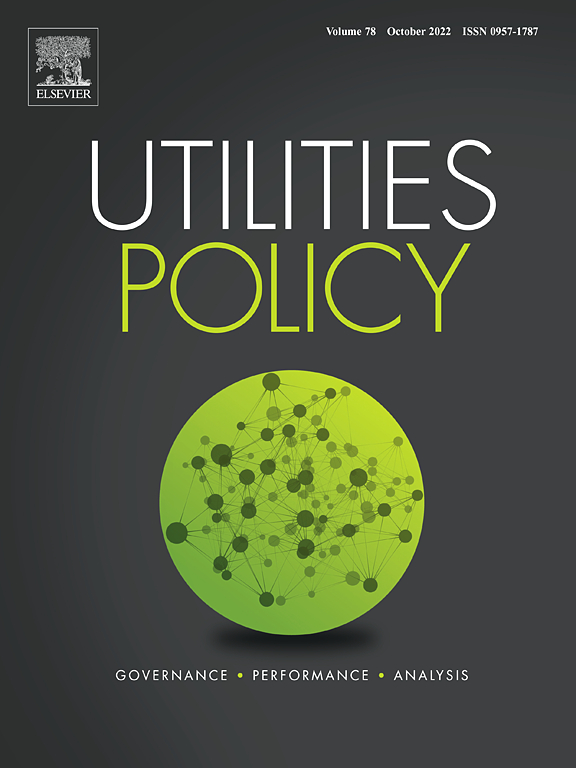 Volume 78 October 2022 ISSN 0957-1787
ELSEVIER
UTILITIES
POLICY
GOVERNANCE • PERFORMANCE • ANALYSIS